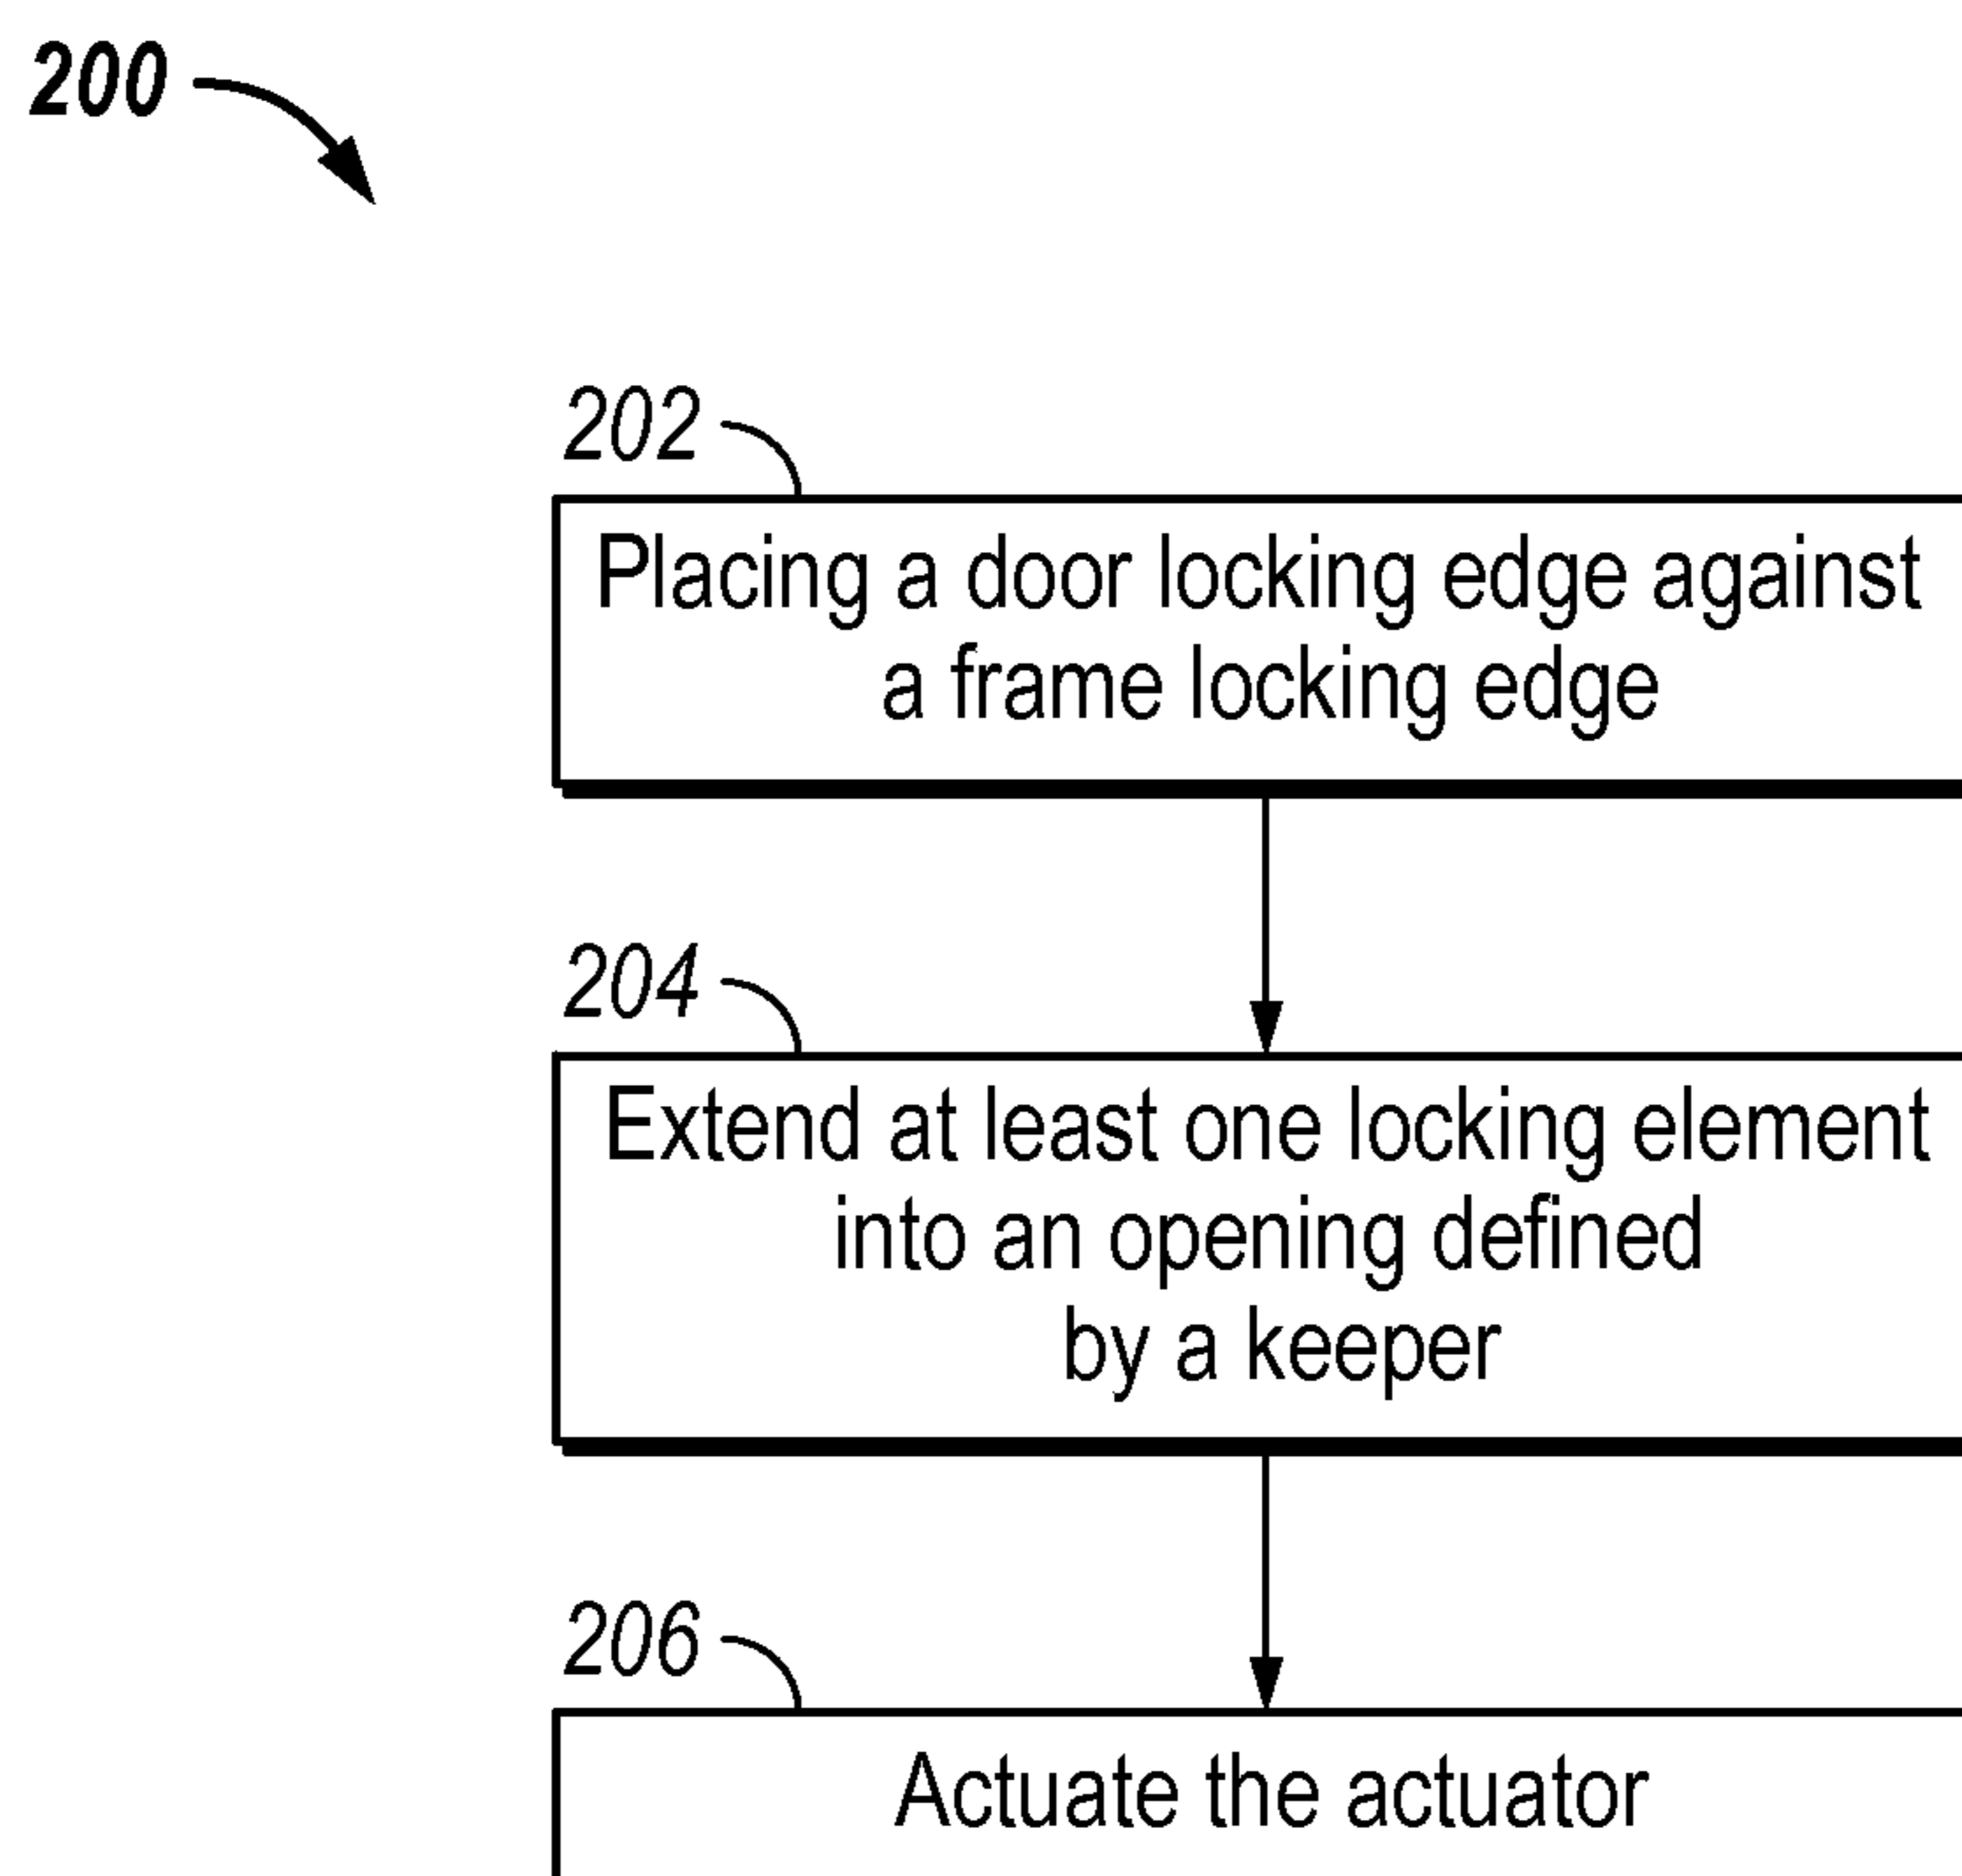 200
202
Placing a door locking edge against
a frame locking edge
204
Extend at least one locking element
into an opening defined
by a keeper
206
Actuate the actuator